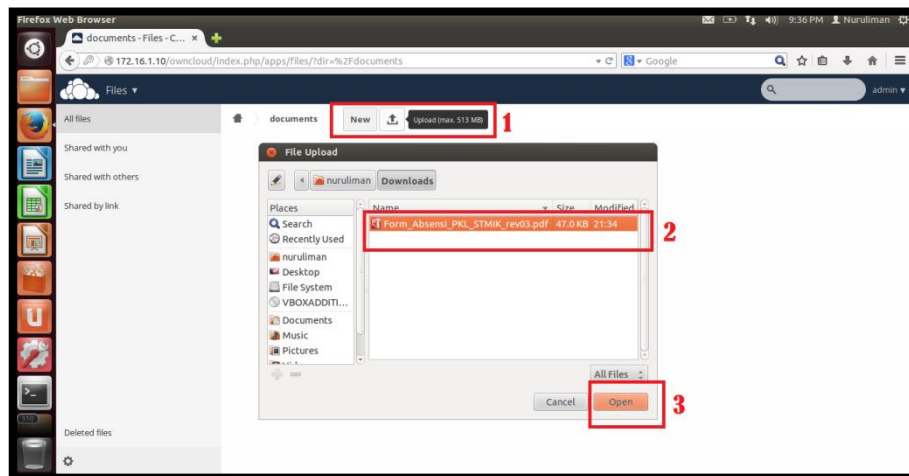 Firefox Web Browser
9:36 PM Nuruliman
documents - Files - C... ×
172.16.1.10/owncloud/index.php/apps/files/?dir=%2Fdocuments
Google
Files
admin
All files
documents
New
Upload (max. 513 MB)
1
Shared with you
Shared with others
Shared by link
File Upload
nuruliman
Downloads
Places
Name
Size
Modified
Search
Recently Used
nuruliman
Desktop
File System
VBOXADDITI...
Documents
Music
Pictures
Form_Absensi_PKL_STMIK_rev03.pdf 47.0 KB 21:34
2
All Files
Cancel
Open
3
Deleted files